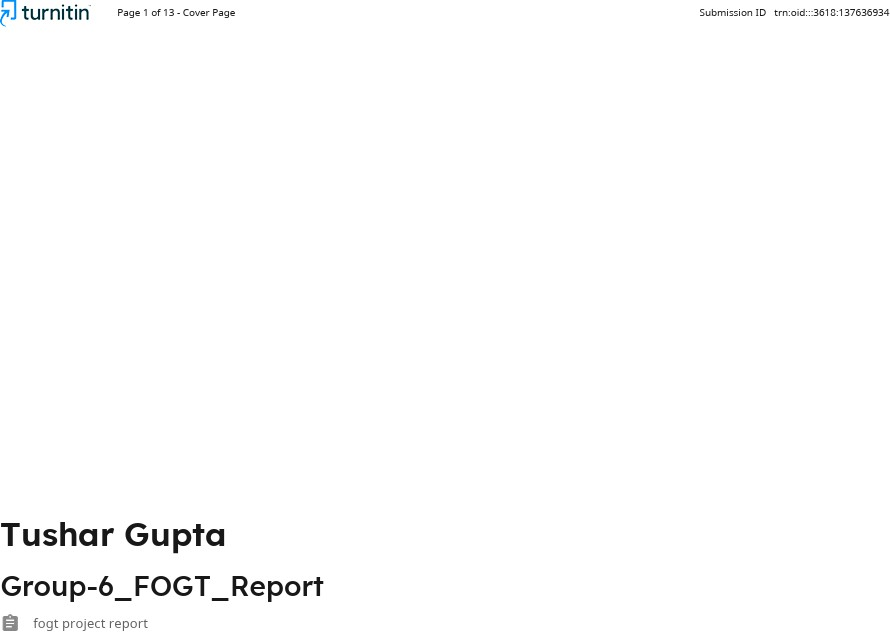 turnitin Page 1 of 13 - Cover Page Submission ID trn:oid:::3618:137636934
Tushar Gupta
Group-6_FOGT_Report
fogt project report